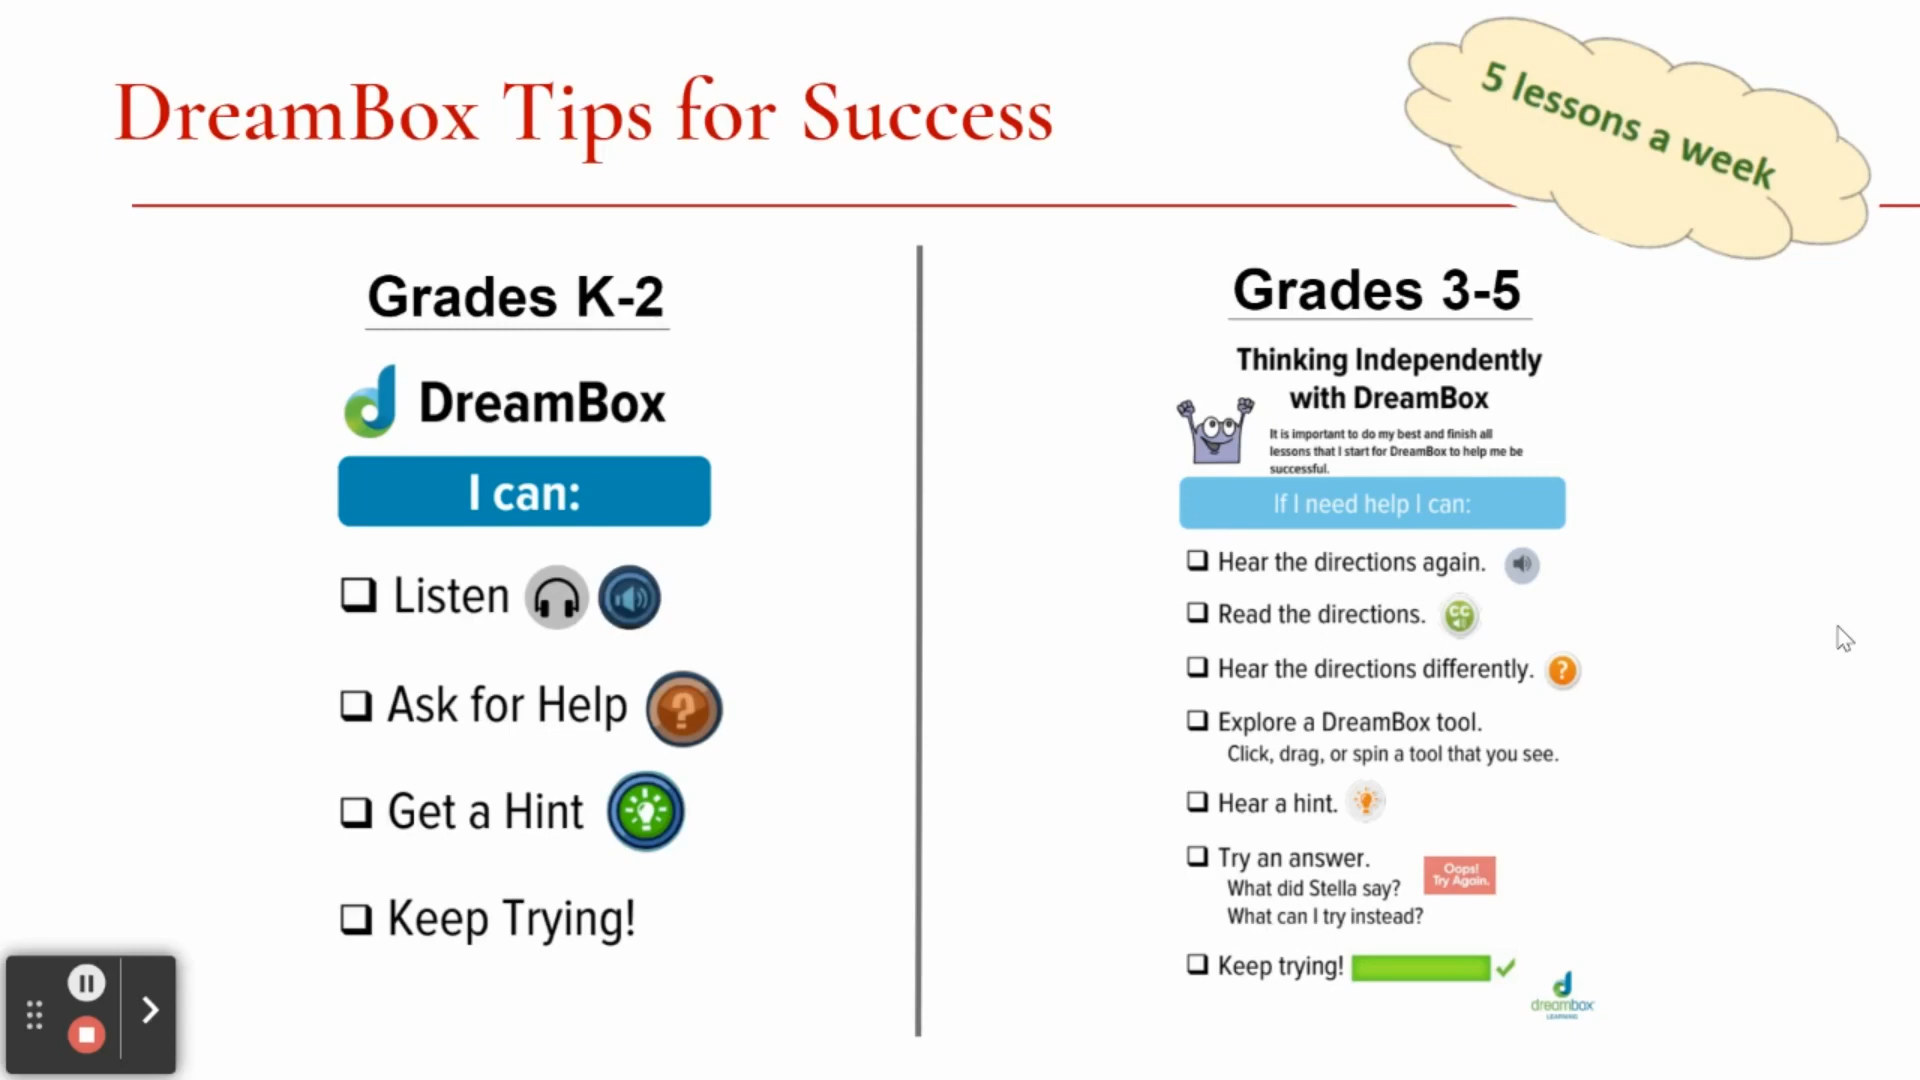 DreamBox Tips for Success
5 lessons a week
Grades K-2
DreamBox
I can:
Listen
Ask for Help
?
Get a Hint
Keep Trying!
Grades 3-5
Thinking Independently
with DreamBox
It is important to do my best and finish all
lessons that I start for DreamBox to help me be
successful.
If I need help I can:
Hear the directions again.
Read the directions.
CC
Hear the directions differently.
?
Explore a DreamBox tool.
Click, drag, or spin a tool that you see.
Hear a hint.
Try an answer.
What did Stella say?
What can I try instead?
Oops!
Try Again.
Keep trying!
dreambox
LEARNING